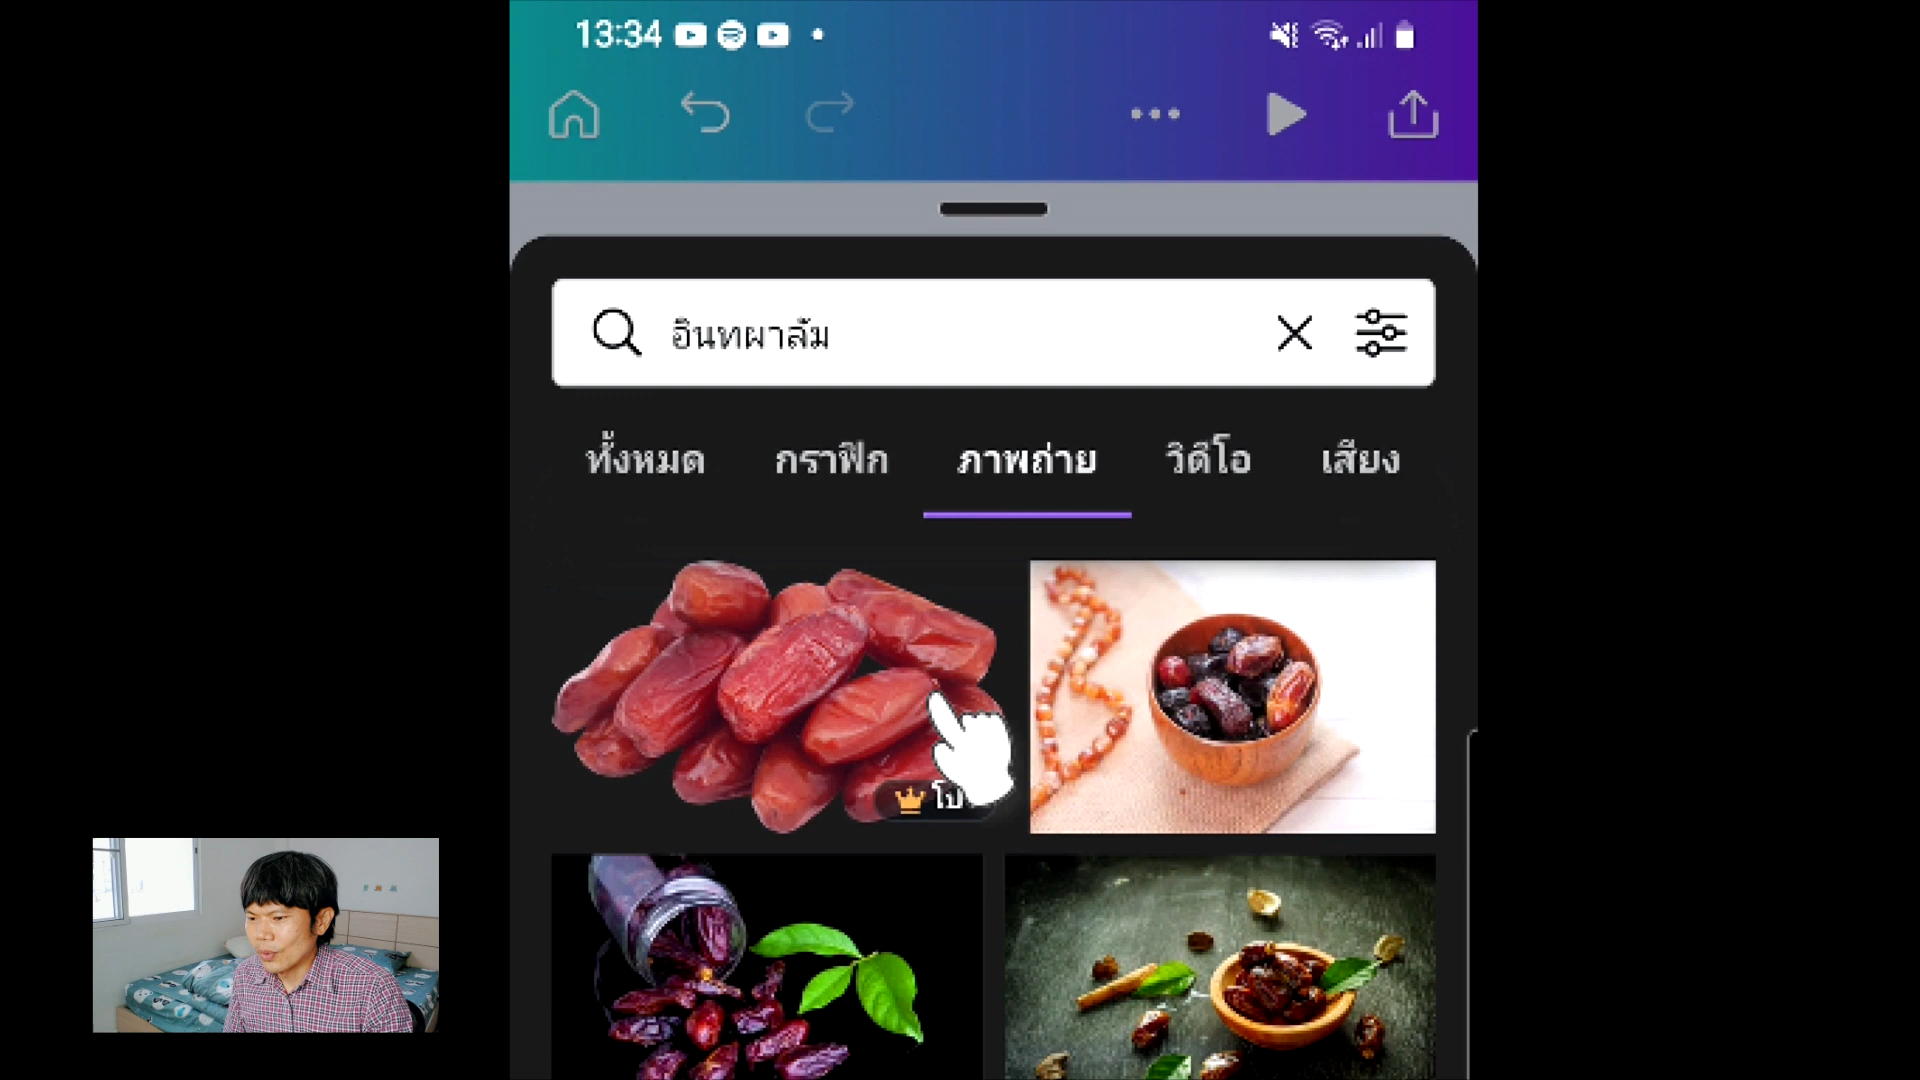 13:34
อินทผาลัม
ทั้งหมด กราฟิก ภาพถ่าย วิดีโอ เสียง